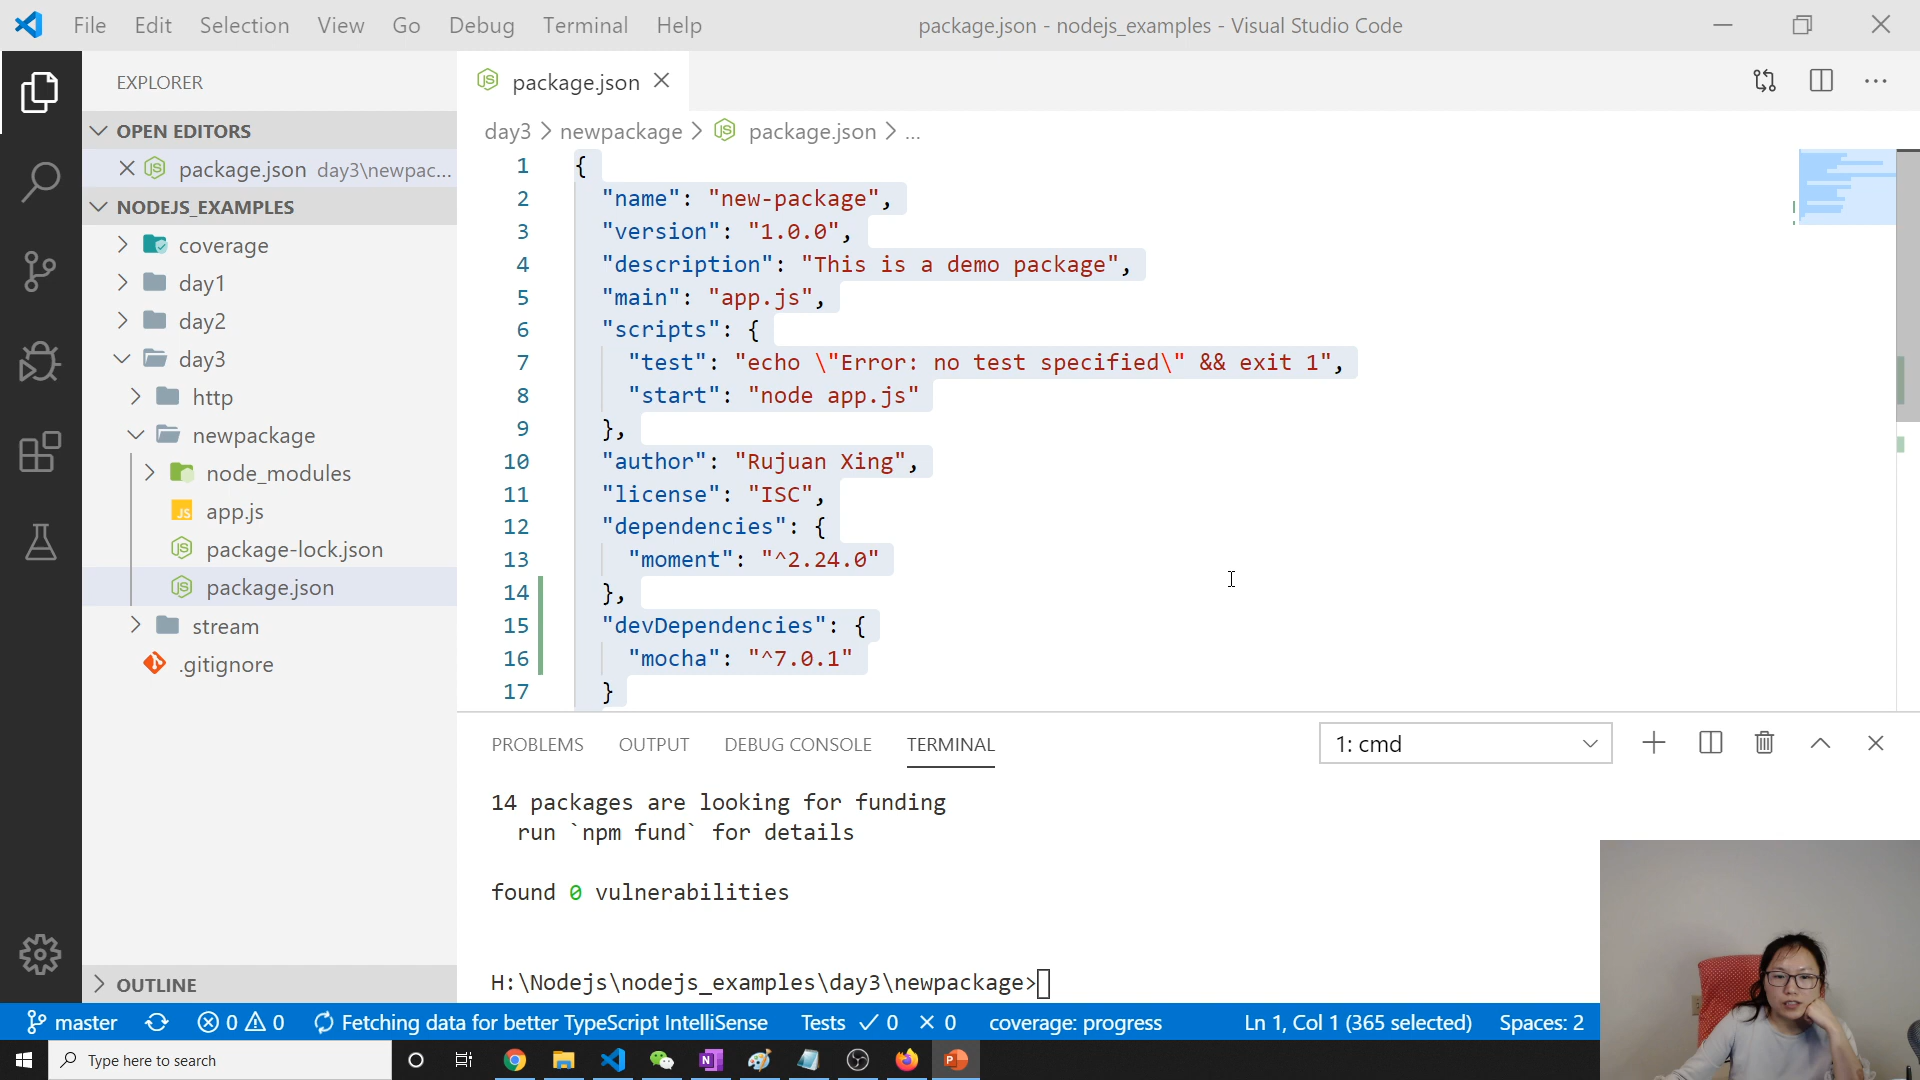 File Edit Selection View Go Debug Terminal Help
package.json - nodejs_examples - Visual Studio Code
EXPLORER
OPEN EDITORS
package.json day3\newpac...
NODEJS_EXAMPLES
coverage
day1
day2
day3
http
newpackage
node_modules
JS app.js
package-lock.json
package.json
stream
.gitignore
OUTLINE
package.json
day3 > newpackage > package.json > ...
1 {
2 "name": "new-package",
3 "version": "1.0.0",
4 "description": "This is a demo package",
5 "main": "app.js",
6 "scripts": {
7 "test": "echo \"Error: no test specified\" && exit 1",
8 "start": "node app.js"
9 },
10 "author": "Rujuan Xing",
11 "license": "ISC",
12 "dependencies": {
13 "moment": "^2.24.0"
14 },
15 "devDependencies": {
16 "mocha": "^7.0.1"
17 }
PROBLEMS OUTPUT DEBUG CONSOLE TERMINAL
1: cmd
14 packages are looking for funding
run `npm fund` for details
found 0 vulnerabilities
H:\Nodejs\nodejs_examples\day3\newpackage>
master 0 0 Fetching data for better TypeScript IntelliSense Tests ✓ 0 × 0 coverage: progress Ln 1, Col 1 (365 selected) Spaces: 2
Type here to search